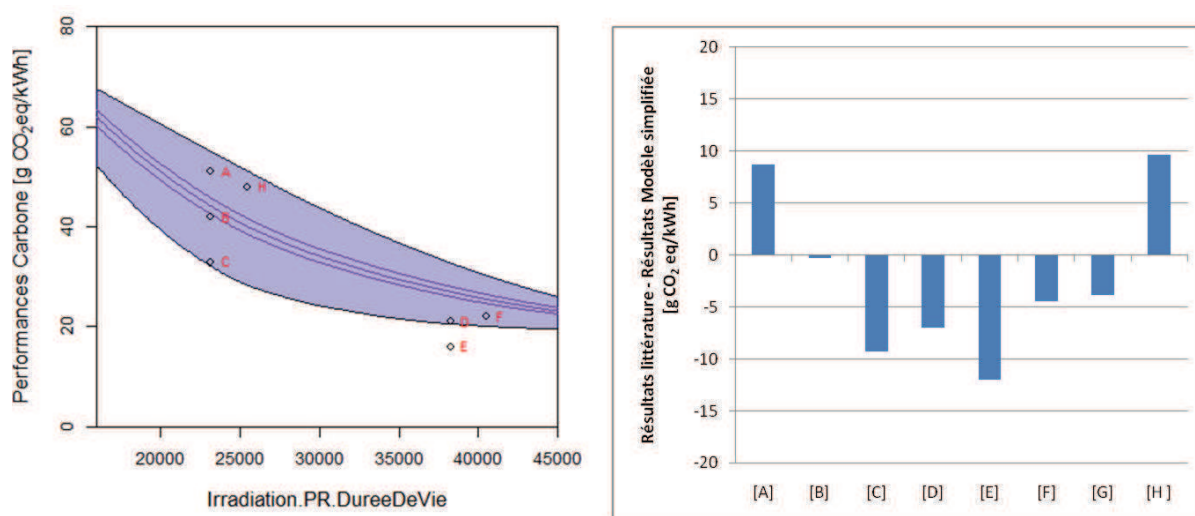 Performances Carbone [g CO₂eq/kWh]
80
60
40
20
0
A
H
B
C
D
F
E
20000 25000 30000 35000 40000 45000
Irradiation.PR.DureeDeVie
Résultats littérature - Résultats Modèle simplifiée
[g CO₂ eq/kWh]
20
15
10
5
0
-5
-10
-15
-20
[A] [B] [C] [D] [E] [F] [G] [H ]